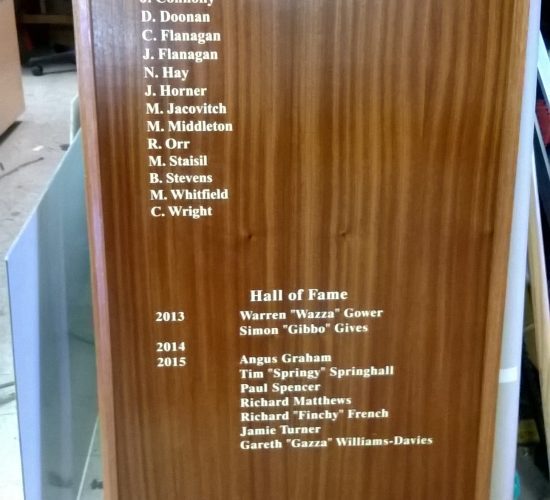 J. Connolly
D. Doonan
C. Flanagan
J. Flanagan
N. Hay
J. Horner
M. Jacovitch
M. Middleton
R. Orr
M. Staisil
B. Stevens
M. Whitfield
C. Wright
Hall of Fame
2013 Warren "Wazza" Gower
Simon "Gibbo" Gives
2014
2015 Angus Graham
Tim "Springy" Springhall
Paul Spencer
Richard Matthews
Richard "Finchy" French
Jamie Turner
Gareth "Gazza" Williams-Davies